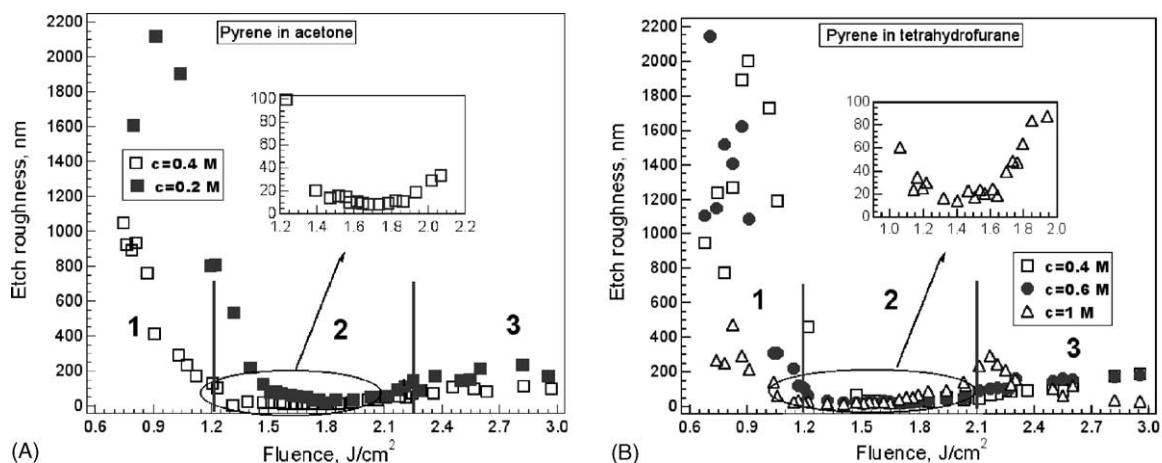 Pyrene in acetone
Etch roughness, nm
2200
2000
1800
1600
1400
1200
1000
800
600
400
200
0
c=0.4 M
c=0.2 M
100
80
60
40
20
0
1.2 1.4 1.6 1.8 2.0 2.2
1 2 3
0.6 0.9 1.2 1.5 1.8 2.1 2.4 2.7 3.0
(A) Fluence, J/cm²
Pyrene in tetrahydrofurane
Etch roughness, nm
2200
2000
1800
1600
1400
1200
1000
800
600
400
200
0
100
80
60
40
20
0
1.0 1.2 1.4 1.6 1.8 2.0
c=0.4 M
c=0.6 M
c=1 M
1 2 3
0.6 0.9 1.2 1.5 1.8 2.1 2.4 2.7 3.0
(B) Fluence, J/cm²